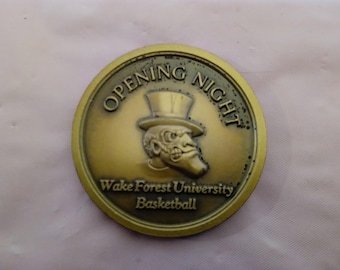 OPENING NIGHT
Wake Forest University
Basketball